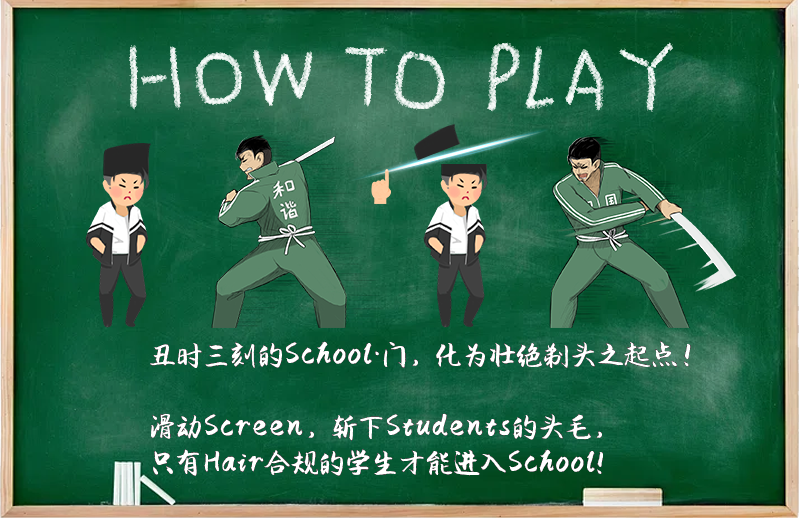 HOW TO PLAY
和
谐
国
丑时三刻的School·门，化为壮绝剃头之起点！
滑动Screen，斩下Students的头毛，
只有Hair合规的学生才能进入School！